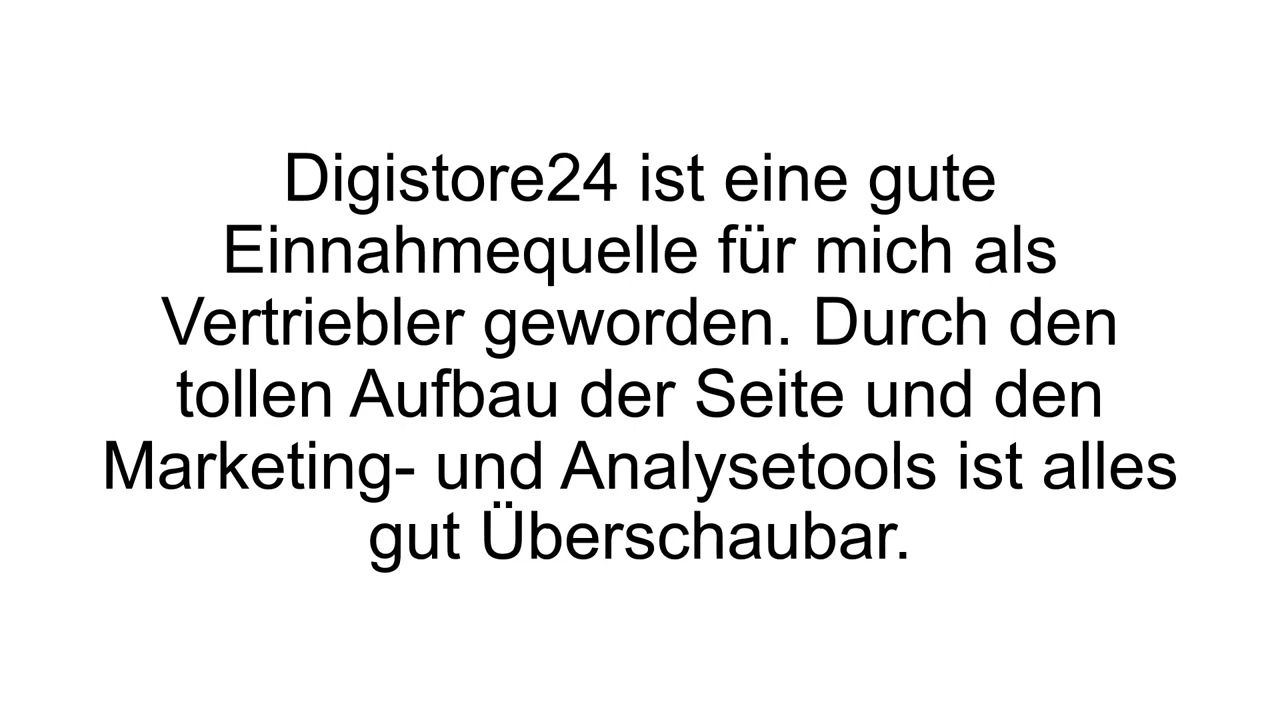 Digistore24 ist eine gute
Einnahmequelle für mich als
Vertriebler geworden. Durch den
tollen Aufbau der Seite und den
Marketing- und Analysetools ist alles
gut Überschaubar.